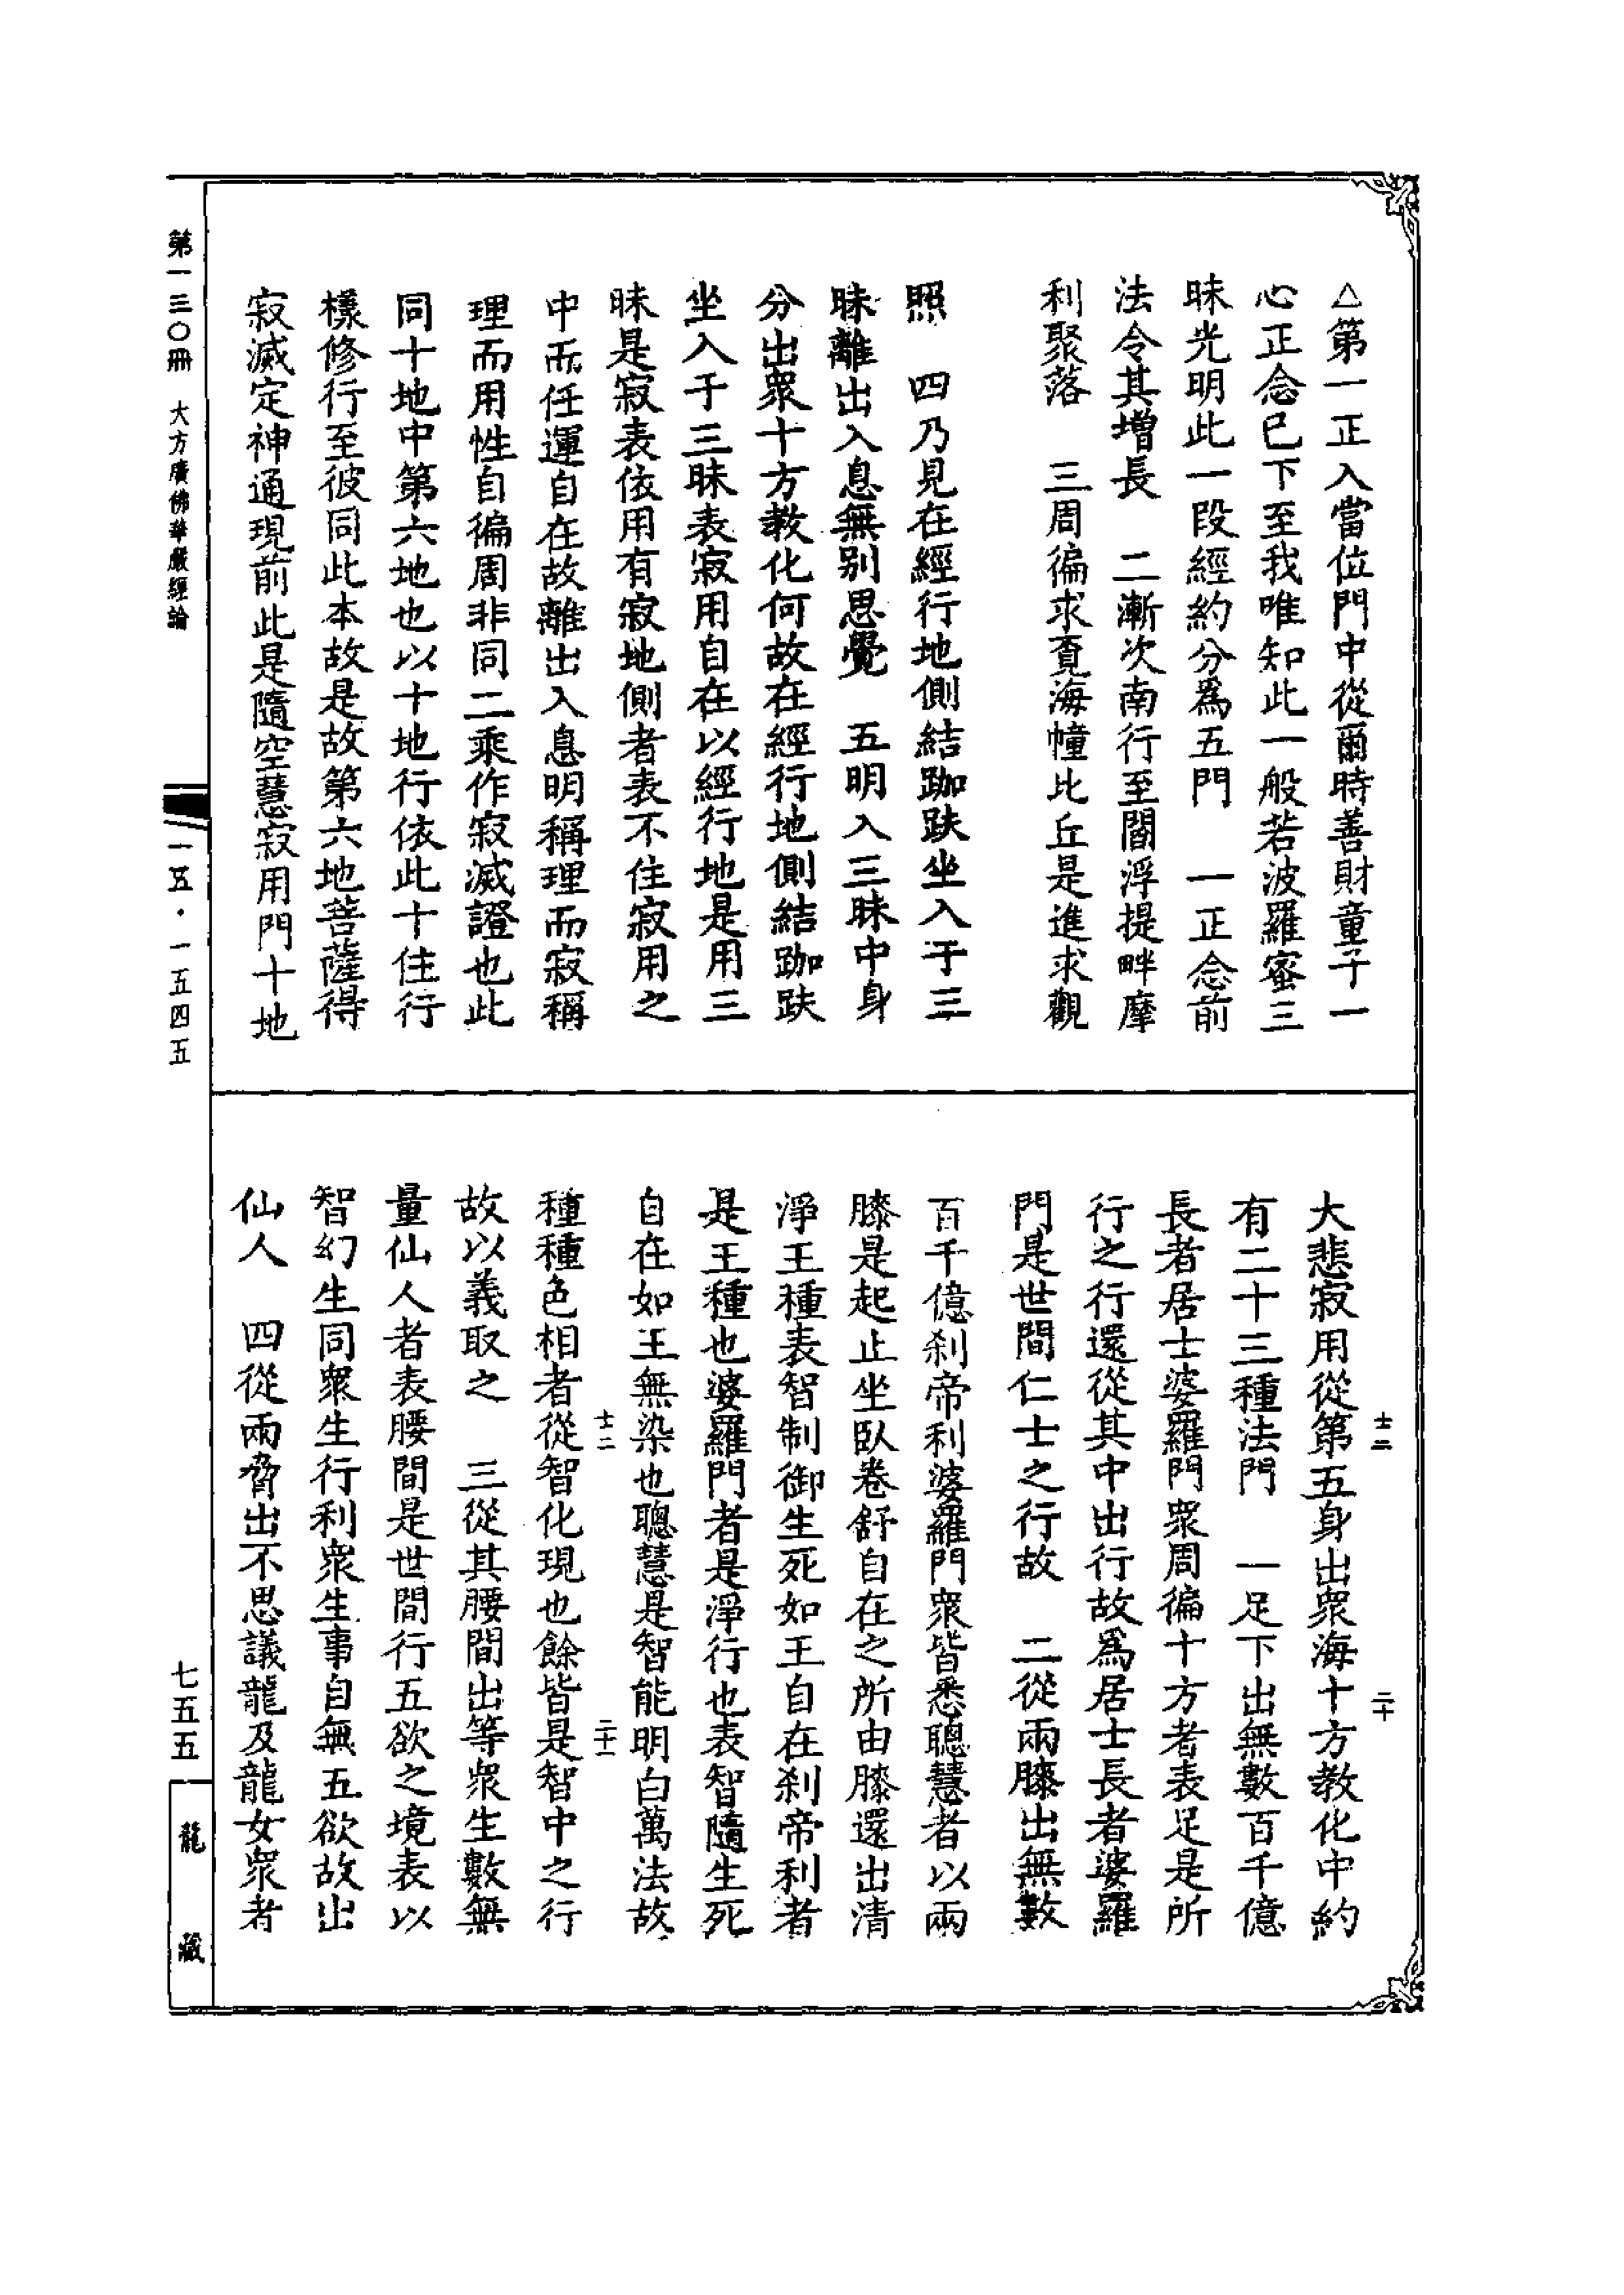 △第一正入當位門中從爾時善財童子一
心正念已下至我唯知此一般若波羅蜜三
昧光明此一段經約分爲五門　一正念前
法令其增長　二漸次南行至閻浮提畔摩
利聚落　三周徧求覓海幢比丘是進求觀
照　四乃見在經行地側結跏趺坐入于三
昧離出入息無別思覺　五明入三昧中身
分出衆十方教化何故在經行地側結跏趺
坐入于三昧表寂用自在以經行地是用三
昧是寂表依用有寂地側者表不住寂用之
中而任運自在故離出入息明稱理而寂稱
理而用性自徧周非同二乘作寂滅證也此
同十地中第六地也以十地行依此十住行
樣修行至彼同此本故是故第六地菩薩得
寂滅定神通現前此是隨空慧寂用門十地
大悲寂用從第五身出衆海十方教化中約
有二十三種法門　一足下出無數百千億
長者居士婆羅門衆周徧十方者表足是所
行之行還從其中出行故爲居士長者婆羅
門是世間仁士之行故　二從兩膝出無數
百千億刹帝利婆羅門衆皆悉聰慧者以兩
膝是起止坐臥卷舒自在之所由膝還出清
淨王種表智制御生死如王自在刹帝利者
是王種也婆羅門者是淨行也表智隨生死
自在如王無染也聰慧是智能明白萬法故
種種色相者從智化現也餘皆是智中之行
故以義取之　三從其腰間出等衆生數無
量仙人者表腰間是世間行五欲之境表以
智幻生同衆生行利衆生事自無五欲故出
仙人　四從兩脅出不思議龍及龍女衆者
士二
二十
士二
二十一
第一三〇冊　大方廣佛華嚴經論
一五·一五四五
七五五
龍藏